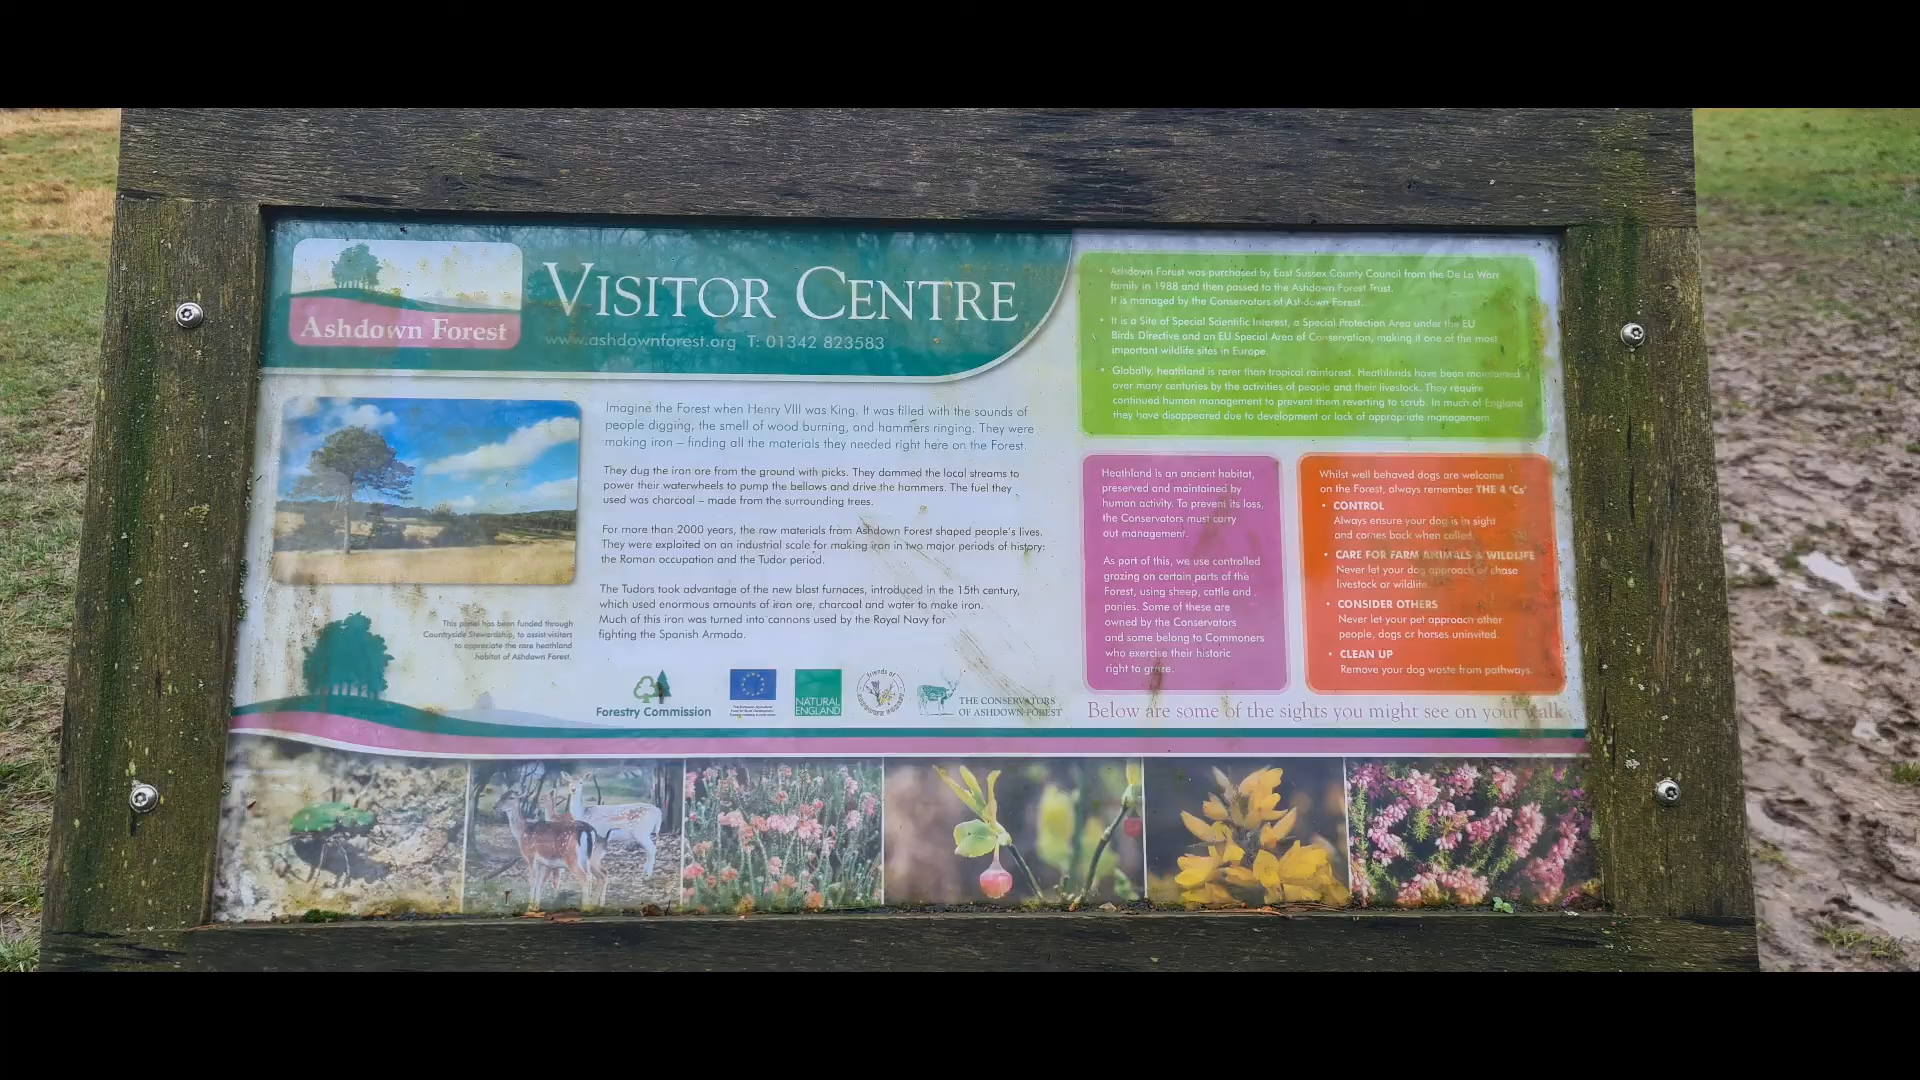 Ashdown Forest
VISITOR CENTRE
www.ashdownforest.org T: 01342 823583
Imagine the Forest when Henry VIII was King. It was filled with the sounds of
people digging, the smell of wood burning, and hammers ringing. They were
making iron – finding all the materials they needed right here on the Forest.
They dug the iron ore from the ground with picks. They dammed the local streams to
power their waterwheels to pump the bellows and drive the hammers. The fuel they
used was charcoal – made from the surrounding trees.
For more than 2000 years, the raw materials from Ashdown Forest shaped people's lives.
They were exploited on an industrial scale for making iron in two major periods of history:
the Roman occupation and the Tudor period.
The Tudors took advantage of the new blast furnaces, introduced in the 15th century,
which used enormous amounts of iron ore, charcoal and water to make iron.
Much of this iron was turned into cannons used by the Royal Navy for
fighting the Spanish Armada.
This panel has been funded through
Countryside Stewardship, to assist visitors
to appreciate the rare heathland
habitat of Ashdown Forest.
Forestry Commission
NATURAL
ENGLAND
friends of
THE CONSERVATORS
OF ASHDOWN FOREST
• Ashdown Forest was purchased by East Sussex County Council from the De La Warr
family in 1988 and then passed to the Ashdown Forest Trust.
It is managed by the Conservators of Ashdown Forest.
• It is a Site of Special Scientific Interest, a Special Protection Area under the EU
Birds Directive and an EU Special Area of Conservation, making it one of the most
important wildlife sites in Europe.
• Globally, heathland is rarer than tropical rainforest. Heathlands have been maintained
over many centuries by the activities of people and their livestock. They require
continued human management to prevent them reverting to scrub. In much of England
they have disappeared due to development or lack of appropriate management.
Heathland is an ancient habitat,
preserved and maintained by
human activity. To prevent its loss,
the Conservators must carry
out management.
As part of this, we use controlled
grazing on certain parts of the
Forest, using sheep, cattle and
ponies. Some of these are
owned by the Conservators
and some belong to Commoners
who exercise their historic
right to graze.
Whilst well behaved dogs are welcome
on the Forest, always remember THE 4 'Cs'
• CONTROL
Always ensure your dog is in sight
and comes back when called.
• CARE FOR FARM ANIMALS & WILDLIFE
Never let your dog approach or chase
livestock or wildlife.
• CONSIDER OTHERS
Never let your pet approach other
people, dogs or horses uninvited.
• CLEAN UP
Remove your dog waste from pathways.
Below are some of the sights you might see on your walk